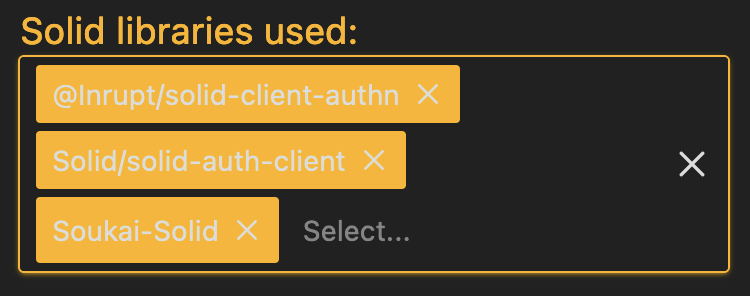 Solid libraries used:
@Inrupt/solid-client-authn
Solid/solid-auth-client
Soukai-Solid Select...